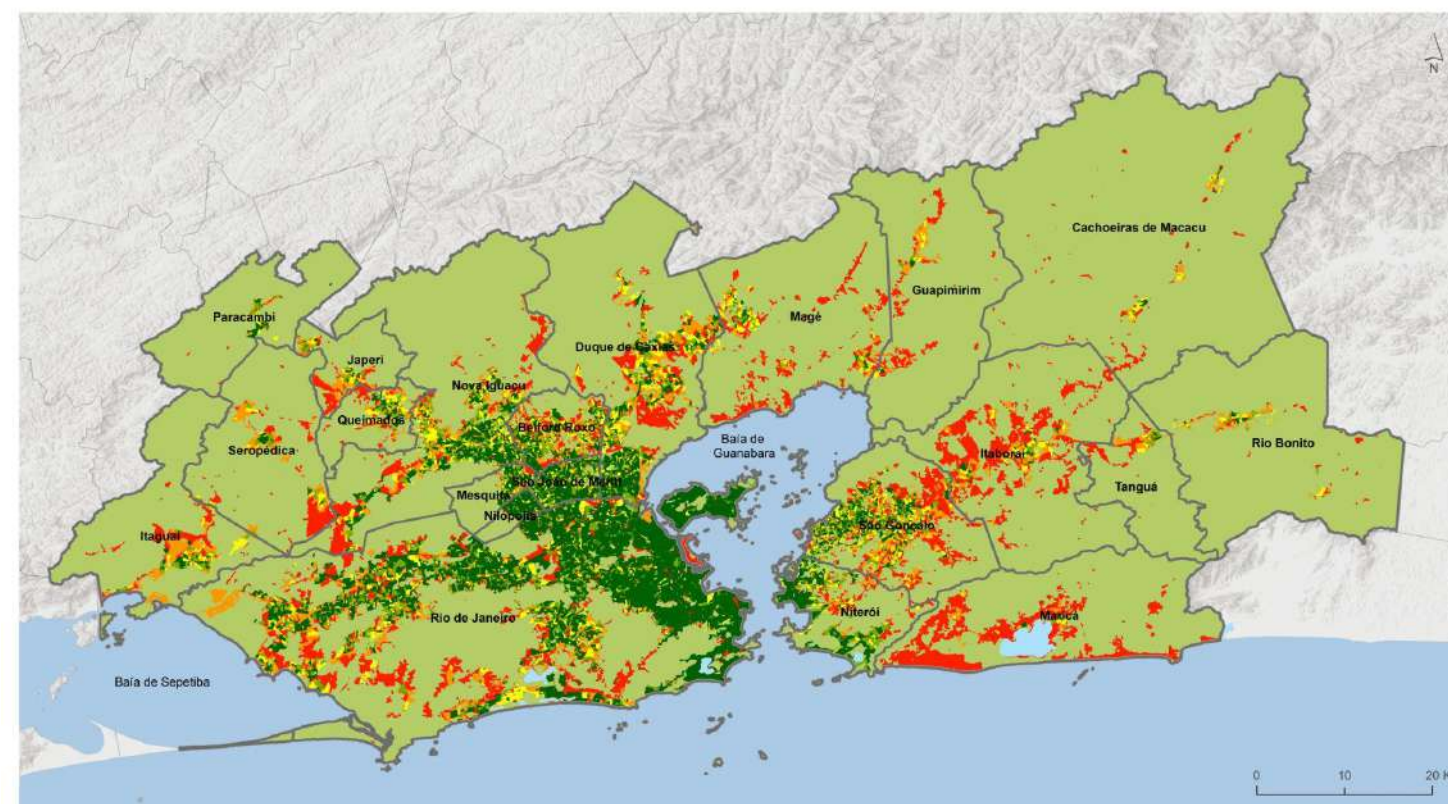 N
Cachoeiras de Macacu
Guapimirim
Magé
Paracambi
Japeri
Duque de Caxias
Nova Iguaçu
Queimados
Belford Roxo
Baía de
Guanabara
Seropédica
Itaboraí
Rio Bonito
São João de Meriti
Mesquita
Tanguá
Nilópolis
São Gonçalo
Itaguaí
Niterói
Maricá
Rio de Janeiro
Baía de Sepetiba
0 10 20 K